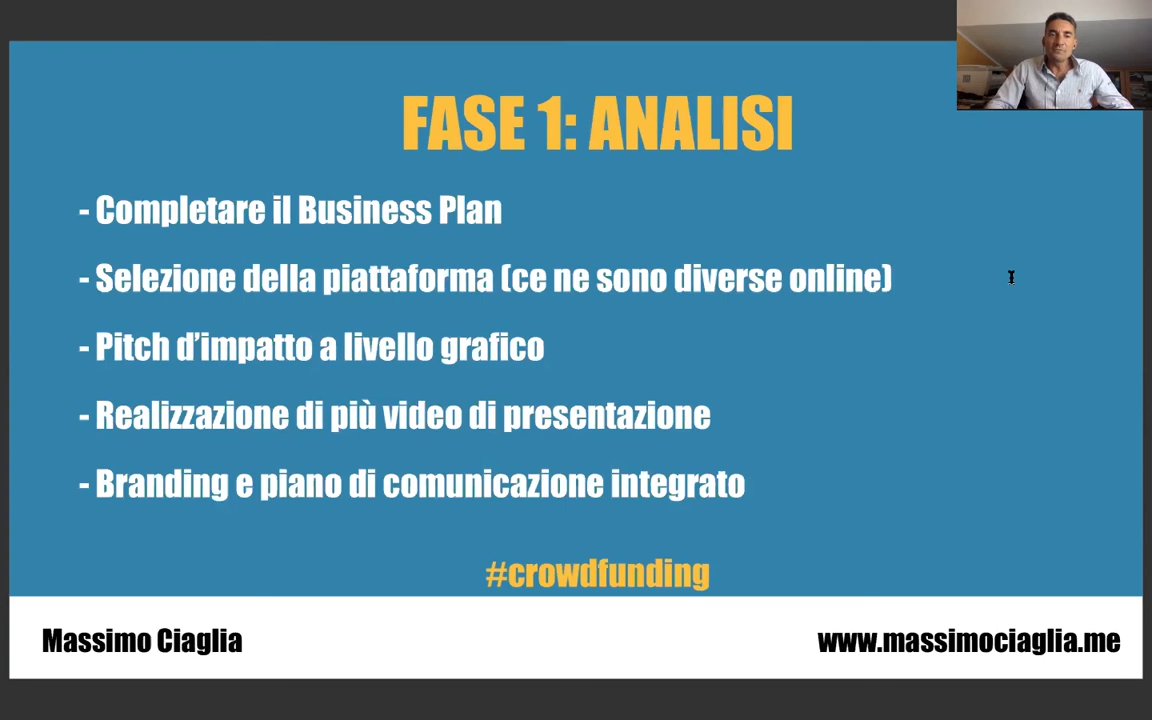 FASE 1: ANALISI
- Completare il Business Plan
- Selezione della piattaforma (ce ne sono diverse online)
- Pitch d’impatto a livello grafico
- Realizzazione di più video di presentazione
- Branding e piano di comunicazione integrato
#crowdfunding
Massimo Ciaglia
www.massimociaglia.me